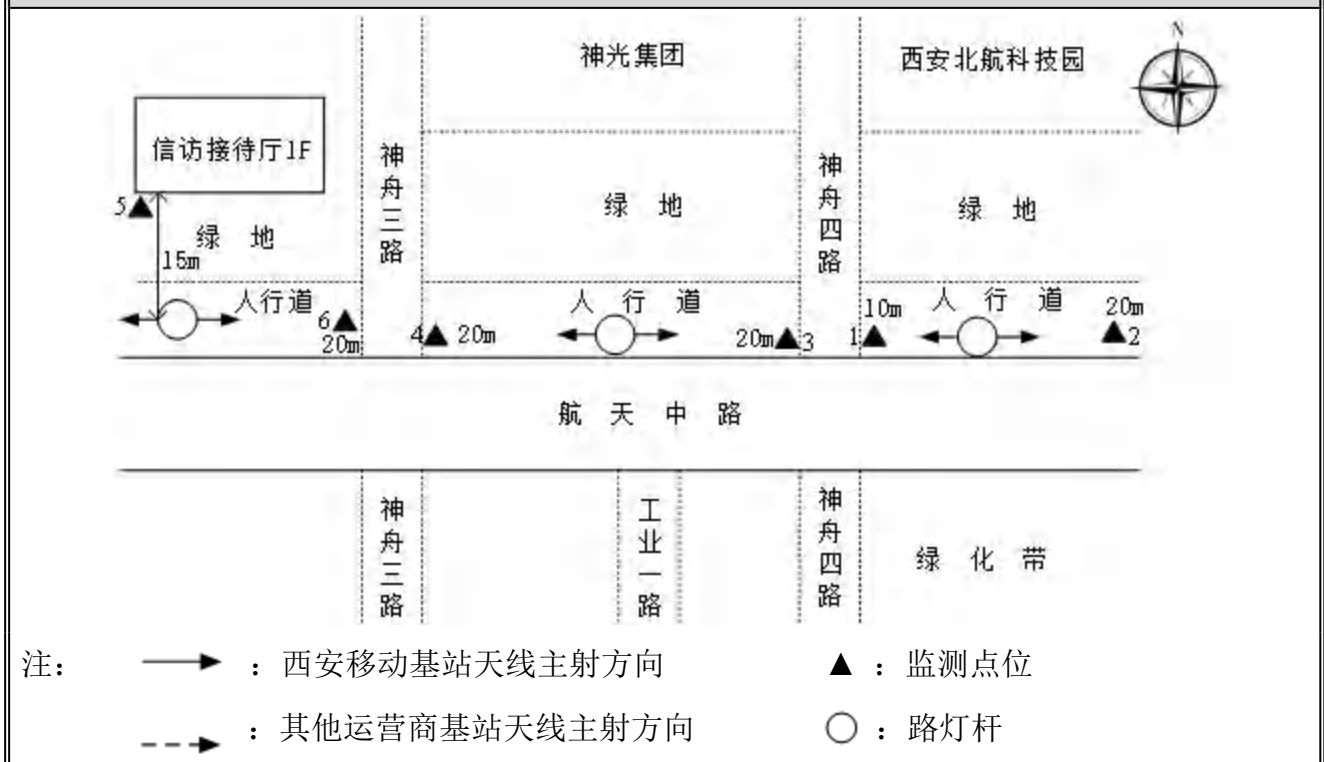 N
神光集团
西安北航科技园
信访接待厅1F
神舟三路
神舟四路
5▲
绿 地
绿 地
绿 地
15m
人行道
人 行 道
人 行 道
10m
20m
6▲
20m
4▲ 20m
20m▲3
1▲
▲2
航 天 中 路
神舟三路
工业一路
神舟四路
绿 化 带
注：
：西安移动基站天线主射方向
▲：监测点位
：其他运营商基站天线主射方向
○：路灯杆